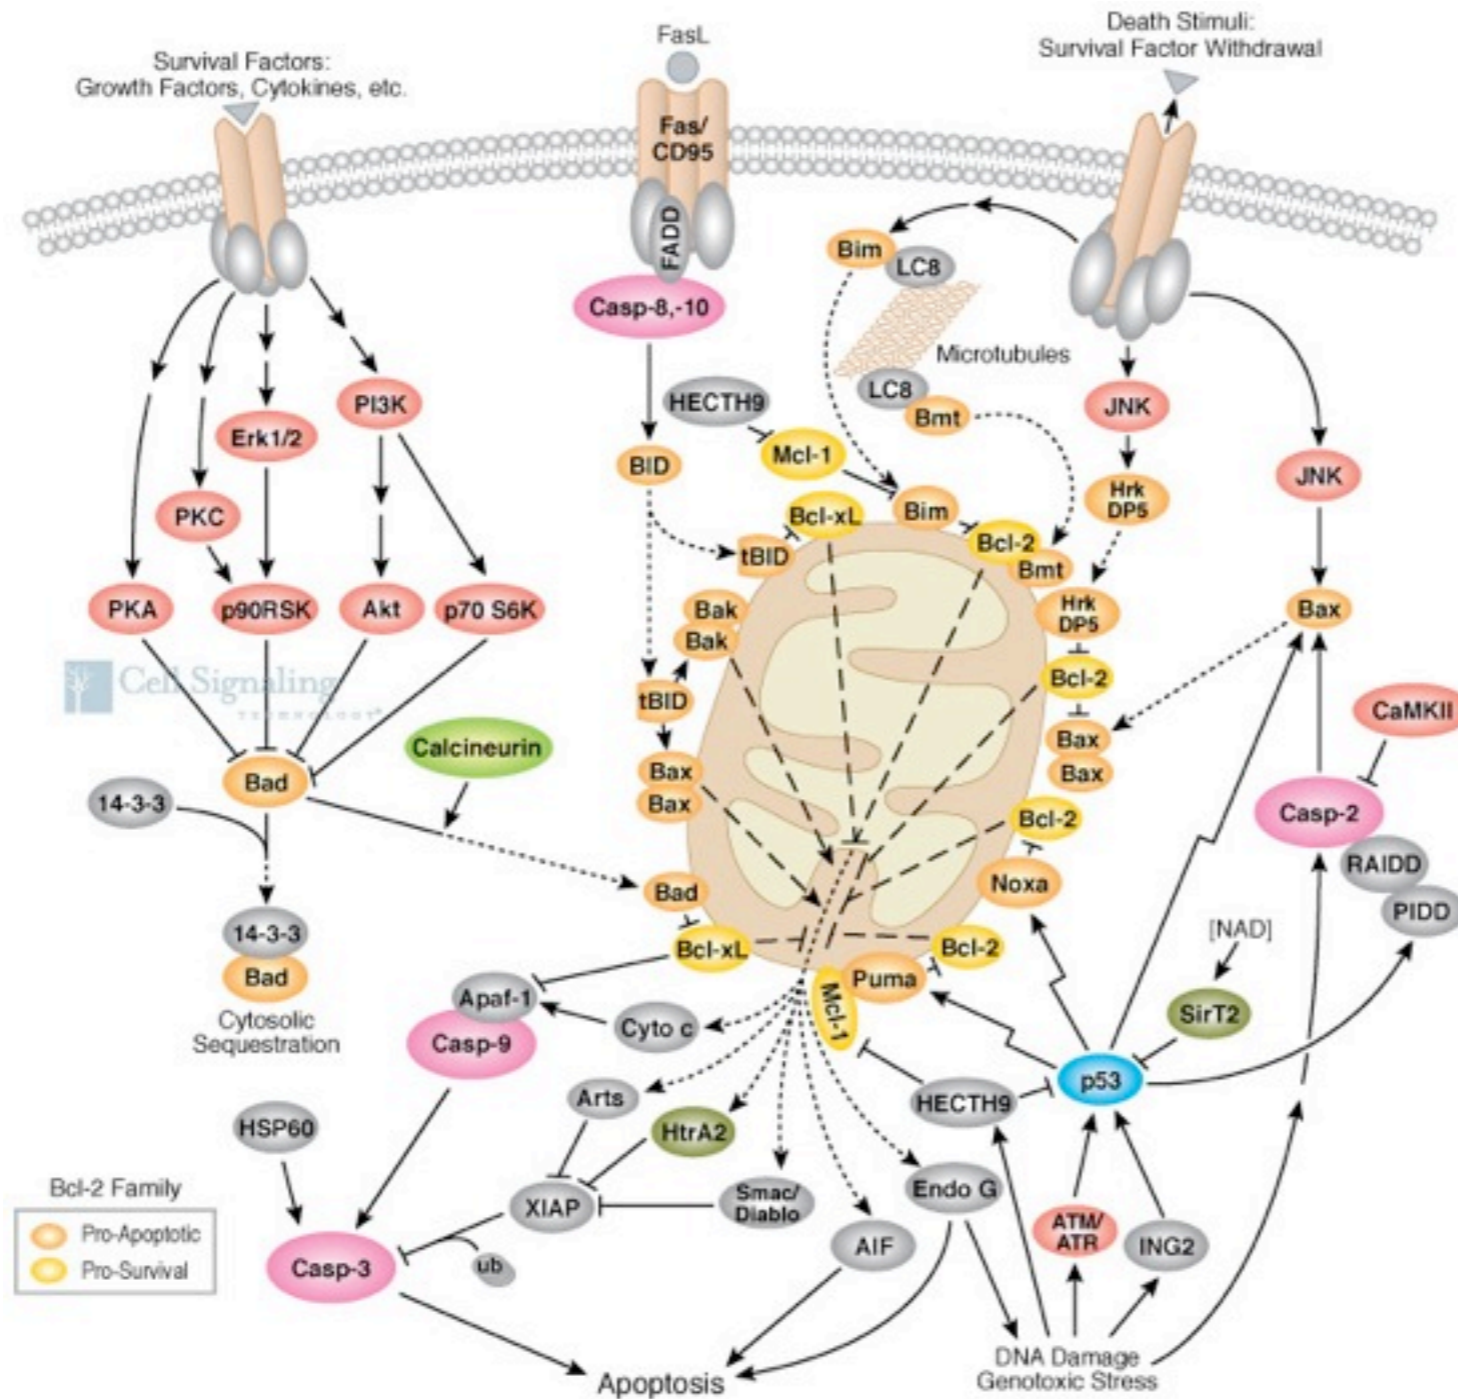 Death Stimuli:
Survival Factor Withdrawal
FasL
Survival Factors:
Growth Factors, Cytokines, etc.
Fas/
CD95
FADD
Bim
LC8
Casp-8,-10
Microtubules
LC8
Bmt
HECTH9
PI3K
JNK
Erk1/2
Mcl-1
BID
JNK
Hrk
DP5
PKC
Bcl-xL
Bim
Bcl-2
Bmt
tBID
PKA
p90RSK
Akt
p70 S6K
Bak
Bak
Hrk
DP5
Bax
Cell Signaling
TECHNOLOGY
tBID
Bcl-2
CaMKII
Calcineurin
Bax
Bax
Bad
Bax
Bax
14-3-3
Casp-2
Bcl-2
RAIDD
Noxa
Bad
PIDD
14-3-3
Bad
Cytosolic
Sequestration
Bcl-xL
Bcl-2
[NAD]
Puma
Mcl-1
Apaf-1
Casp-9
Cyto c
SirT2
p53
Arts
HECTH9
HSP60
HtrA2
Endo G
XIAP
Smac/
Diablo
ATM/
ATR
ING2
AIF
Bcl-2 Family
Pro-Apoptotic
Pro-Survival
Casp-3
ub
DNA Damage
Genotoxic Stress
Apoptosis